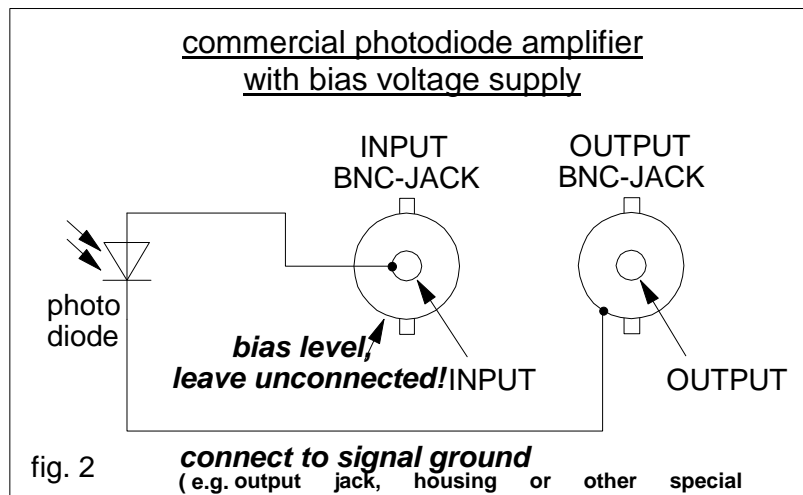 commercial photodiode amplifier
with bias voltage supply
INPUT
BNC-JACK
OUTPUT
BNC-JACK
photo
diode
bias level,
leave unconnected!
INPUT
OUTPUT
fig. 2
connect to signal ground
( e.g. output jack, housing or other special